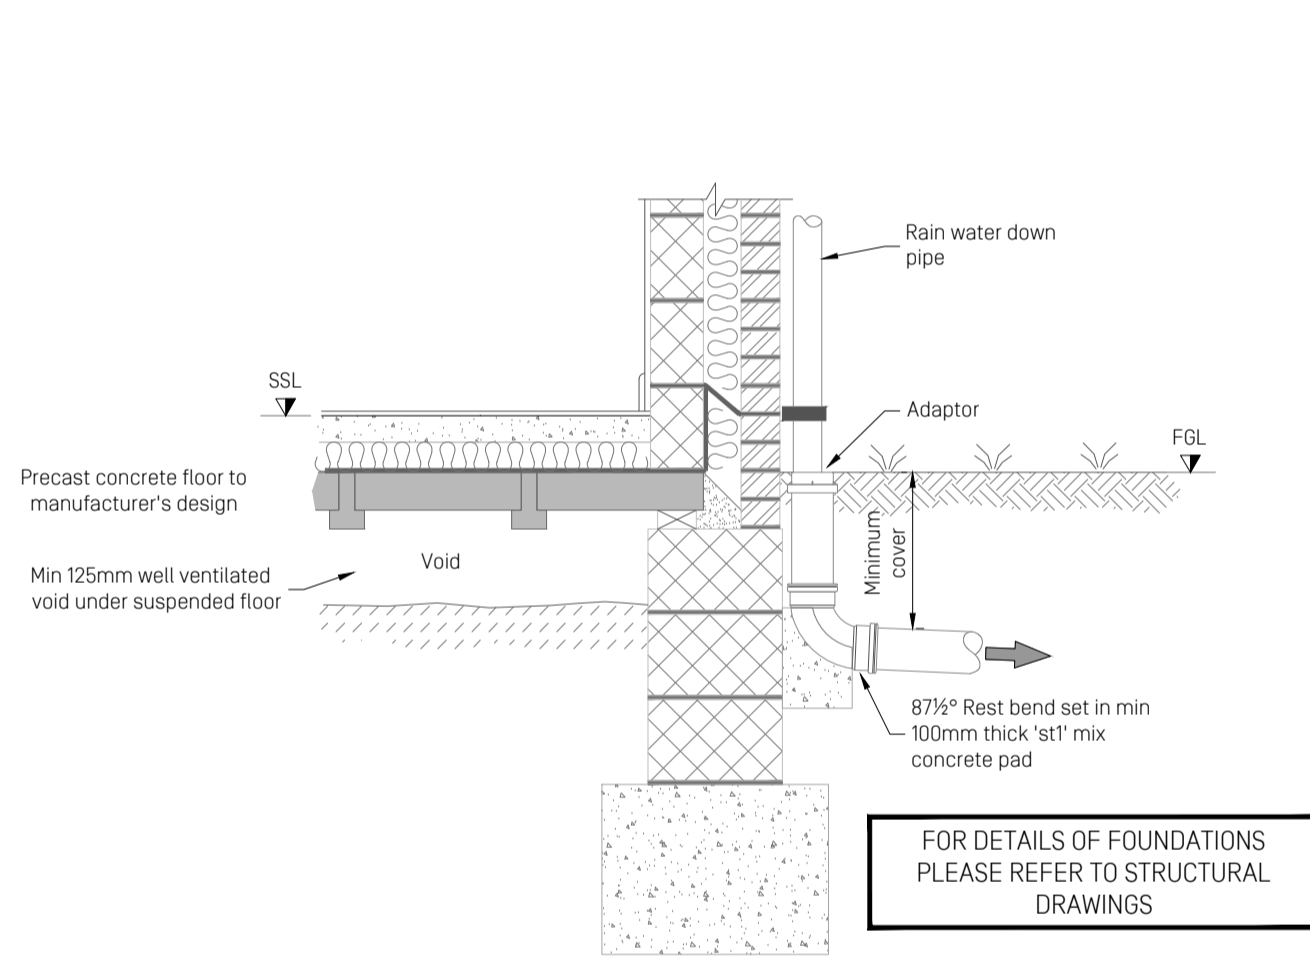 Rain water down
pipe
SSL
Adaptor
FGL
Precast concrete floor to
manufacturer's design
Minimum
cover
Void
Min 125mm well ventilated
void under suspended floor
87½° Rest bend set in min
100mm thick 'st1' mix
concrete pad
FOR DETAILS OF FOUNDATIONS
PLEASE REFER TO STRUCTURAL
DRAWINGS